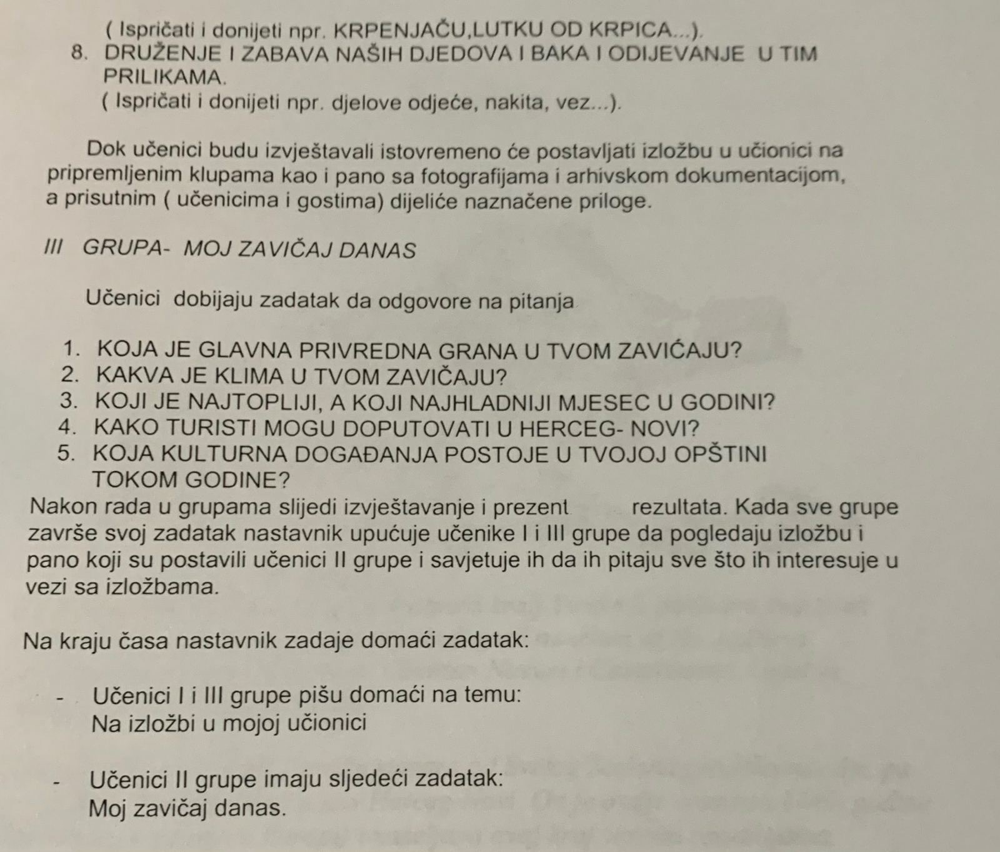 ( Ispričati i donijeti npr. KRPENJAČU,LUTKU OD KRPICA...).
8. DRUŽENJE I ZABAVA NAŠIH DJEDOVA I BAKA I ODIJEVANJE U TIM
PRILIKAMA.
( Ispričati i donijeti npr. djelove odjeće, nakita, vez...).
Dok učenici budu izvještavali istovremeno će postavljati izložbu u učionici na
pripremljenim klupama kao i pano sa fotografijama i arhivskom dokumentacijom,
a prisutnim ( učenicima i gostima) dijeliće naznačene priloge.
III GRUPA- MOJ ZAVIČAJ DANAS
Učenici dobijaju zadatak da odgovore na pitanja.
1. KOJA JE GLAVNA PRIVREDNA GRANA U TVOM ZAVIĆAJU?
2. KAKVA JE KLIMA U TVOM ZAVIČAJU?
3. KOJI JE NAJTOPLIJI, A KOJI NAJHLADNIJI MJESEC U GODINI?
4. KAKO TURISTI MOGU DOPUTOVATI U HERCEG- NOVI?
5. KOJA KULTURNA DOGAĐANJA POSTOJE U TVOJOJ OPŠTINI
TOKOM GODINE?
Nakon rada u grupama slijedi izvještavanje i prezent rezultata. Kada sve grupe
završe svoj zadatak nastavnik upućuje učenike I i III grupe da pogledaju izložbu i
pano koji su postavili učenici II grupe i savjetuje ih da ih pitaju sve što ih interesuje u
vezi sa izložbama.
Na kraju časa nastavnik zadaje domaći zadatak:
- Učenici I i III grupe pišu domaći na temu:
Na izložbi u mojoj učionici
- Učenici II grupe imaju sljedeći zadatak:
Moj zavičaj danas.